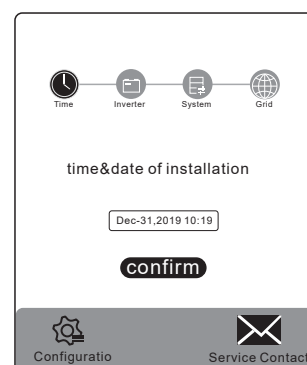 Time Inverter System Grid
time&date of installation
Dec-31,2019 10:19
confirm
Configuratio Service Contact